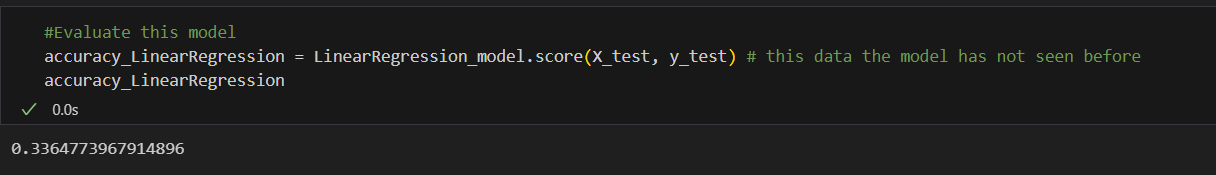 #Evaluate this model
accuracy_LinearRegression = LinearRegression_model.score(X_test, y_test) # this data the model has not seen before
accuracy_LinearRegression
0.0s
0.3364773967914896